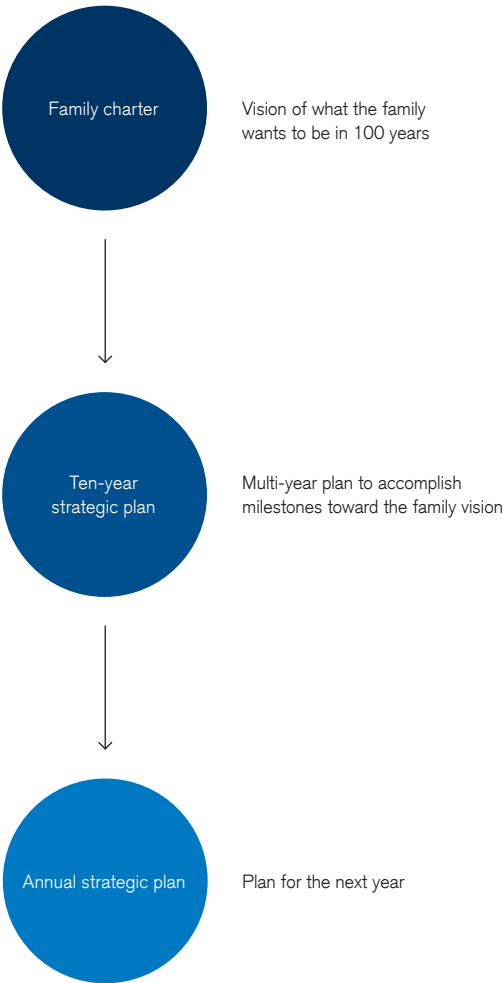 Family charter
Vision of what the family
wants to be in 100 years
Ten-year
strategic plan
Multi-year plan to accomplish
milestones toward the family vision
Annual strategic plan
Plan for the next year